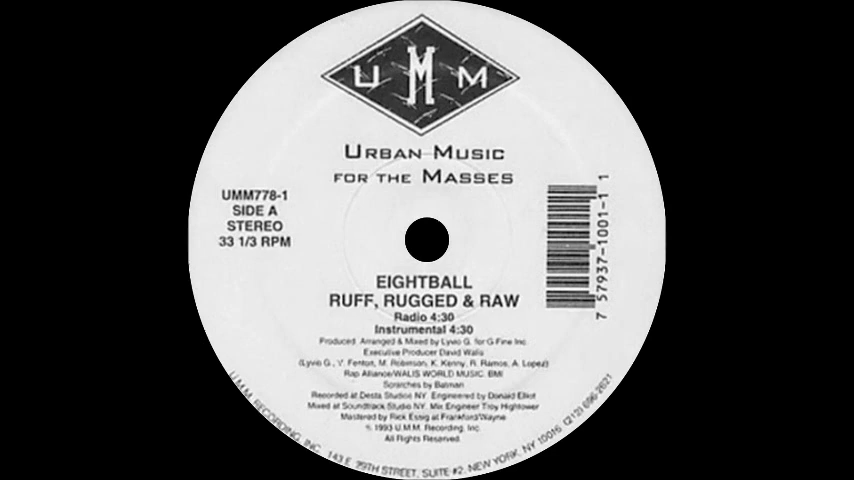 UMM
URBAN MUSIC
FOR THE MASSES
UMM778-1
SIDE A
STEREO
33 1/3 RPM
7 57937-1001-1 1
EIGHTBALL
RUFF, RUGGED & RAW
Radio 4:30
Instrumental 4:30
Produced, Arranged & Mixed by Lyvio G. for G Fine Inc.
Executive Producer David Walis
(Lyvio G., V. Fenton, M. Robinson, K. Kenny, R. Ramos, A. Lopez)
Rap Alliance/WALIS WORLD MUSIC. BMI
Scratches by Batman
Recorded at Desta Studios NY. Engineered by Donald Elliot
Mixed at Soundtrack Studio NY. Mix Engineer Troy Hightower
Mastered by Rick Essig at Frankford/Wayne
℗ 1993 U.M.M. Recording, Inc.
All Rights Reserved.
U.M.M. RECORDING, INC. 143 E. 29TH STREET, SUITE #2, NEW YORK, NY 10016 (212) 696-2621